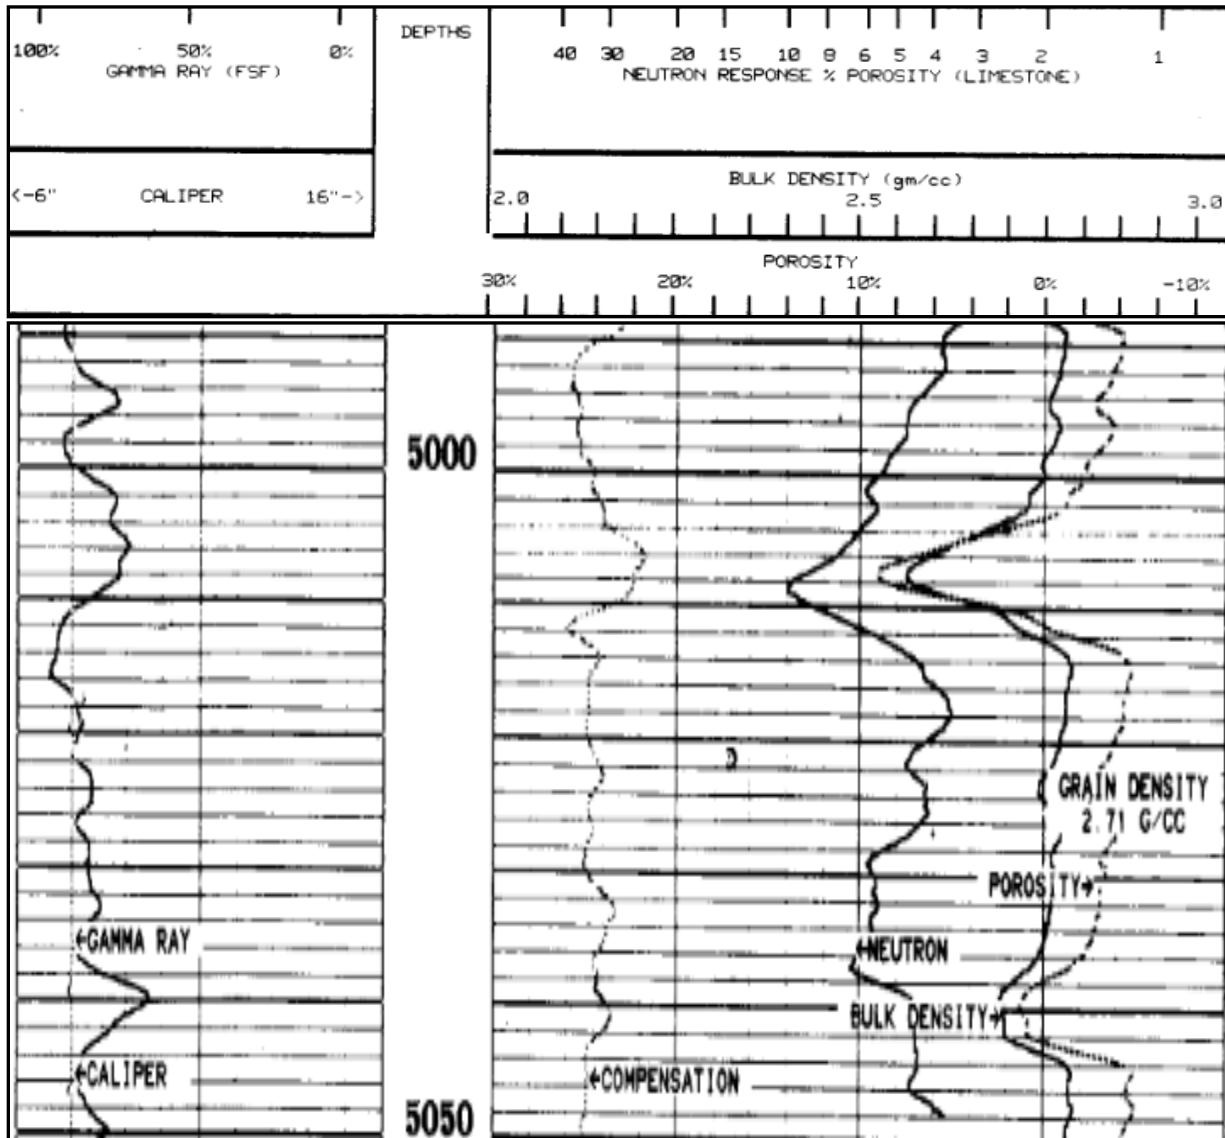 100% 50% 0%
GAMMA RAY (FSF)
<-6" CALIPER 16"->
DEPTHS
40 30 20 15 10 8 6 5 4 3 2 1
NEUTRON RESPONSE % POROSITY (LIMESTONE)
BULK DENSITY (gm/cc)
2.0 2.5 3.0
POROSITY
30% 20% 10% 0% -10%
5000
GRAIN DENSITY
2.71 G/CC
POROSITY→
←GAMMA RAY
←NEUTRON
BULK DENSITY→
←CALIPER
←COMPENSATION
5050